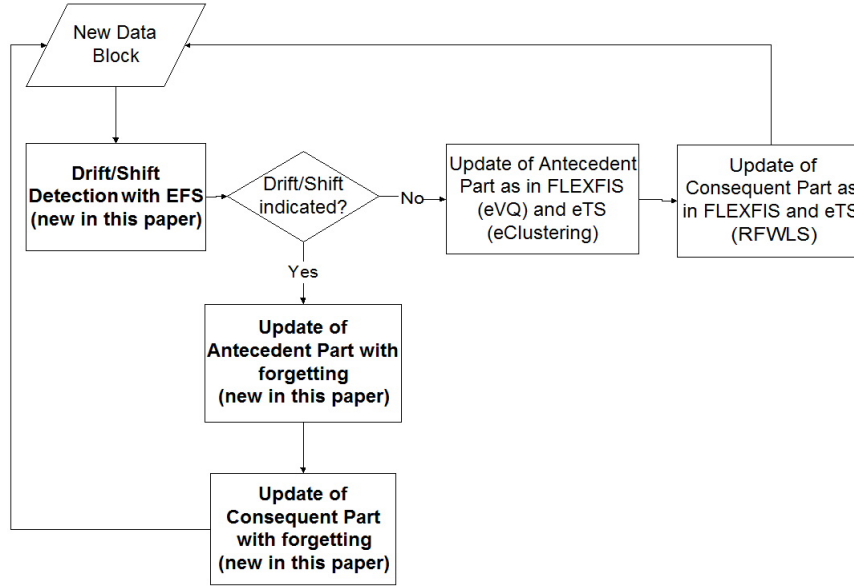 New Data
Block
Drift/Shift
Detection with EFS
(new in this paper)
Drift/Shift
indicated?
No
Update of Antecedent
Part as in FLEXFIS
(eVQ) and eTS
(eClustering)
Update of
Consequent Part as
in FLEXFIS and eTS
(RFWLS)
Yes
Update of
Antecedent Part with
forgetting
(new in this paper)
Update of
Consequent Part
with forgetting
(new in this paper)